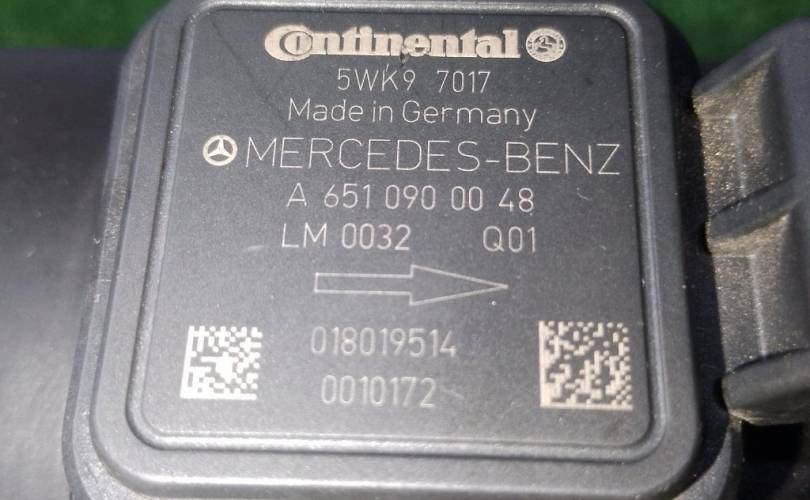 Continental
5WK9 7017
Made in Germany
MERCEDES-BENZ
A 651 090 00 48
LM 0032 Q01
018019514
0010172